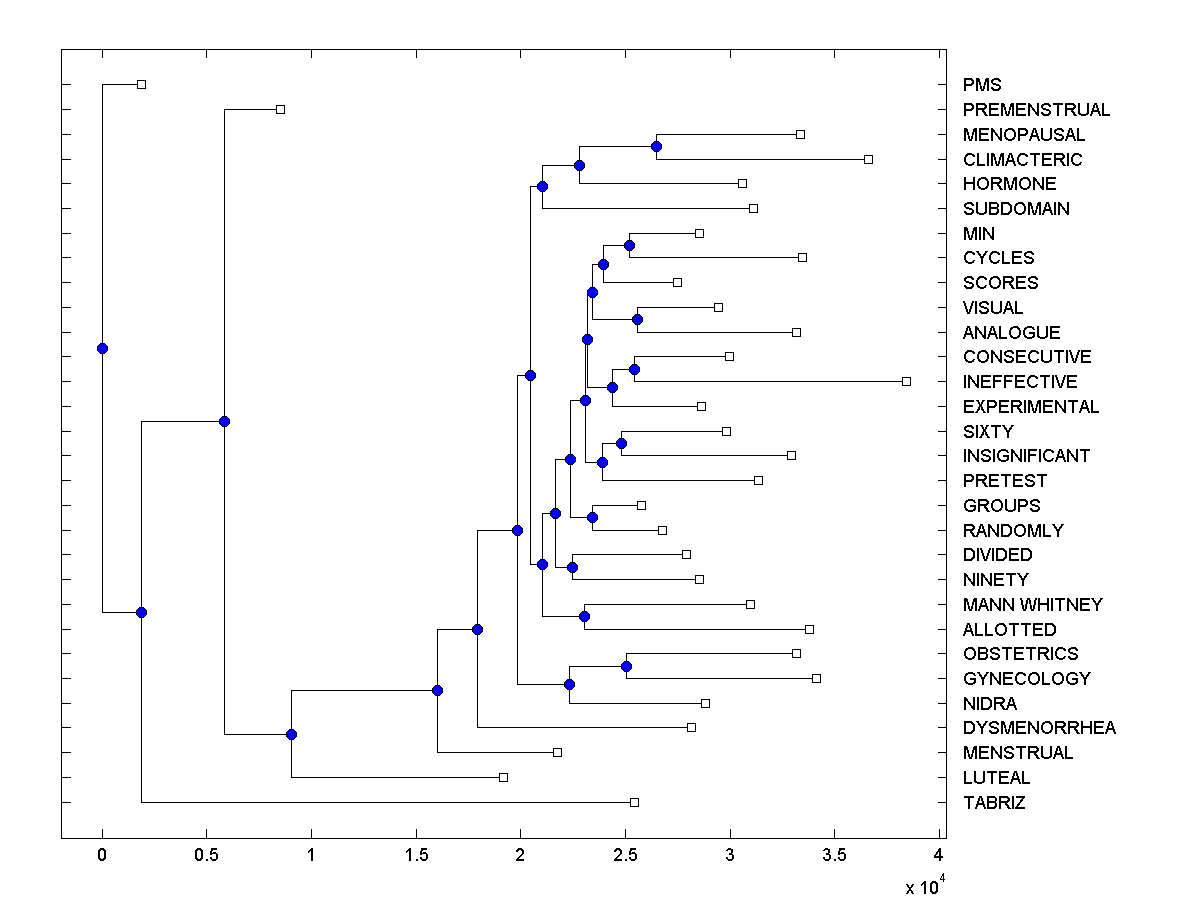 PMS
PREMENSTRUAL
MENOPAUSAL
CLIMACTERIC
HORMONE
SUBDOMAIN
MIN
CYCLES
SCORES
VISUAL
ANALOGUE
CONSECUTIVE
INEFFECTIVE
EXPERIMENTAL
SIXTY
INSIGNIFICANT
PRETEST
GROUPS
RANDOMLY
DIVIDED
NINETY
MANN WHITNEY
ALLOTTED
OBSTETRICS
GYNECOLOGY
NIDRA
DYSMENORRHEA
MENSTRUAL
LUTEAL
TABRIZ
0 0.5 1 1.5 2 2.5 3 3.5 4
x 10^4